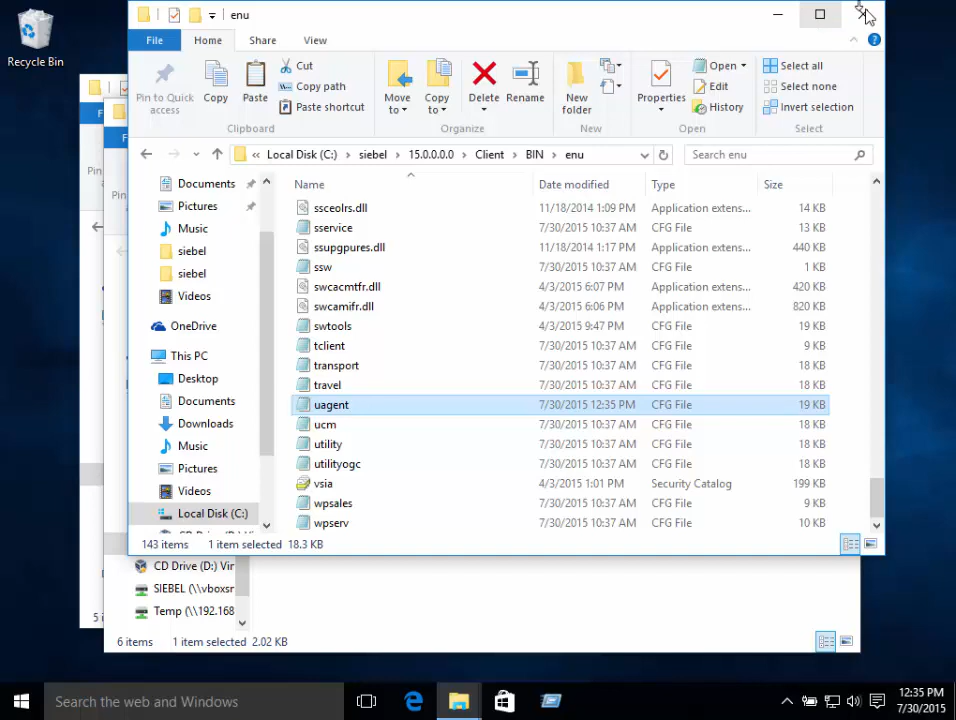 Recycle Bin
enu
File Home Share View
Pin to Quick access
Copy
Paste
Cut
Copy path
Paste shortcut
Clipboard
Move to
Copy to
Delete
Rename
Organize
New folder
New
Properties
Open
Edit
History
Open
Select all
Select none
Invert selection
Select
« Local Disk (C:) siebel 15.0.0.0.0 Client BIN enu
Search enu
Documents
Pictures
Music
siebel
siebel
Videos
OneDrive
This PC
Desktop
Documents
Downloads
Music
Pictures
Videos
Local Disk (C:)
Name Date modified Type Size
ssceolrs.dll 11/18/2014 1:09 PM Application extens... 14 KB
sservice 7/30/2015 10:37 AM CFG File 13 KB
ssupgpures.dll 11/18/2014 1:17 PM Application extens... 440 KB
ssw 7/30/2015 10:37 AM CFG File 1 KB
swcacmtfr.dll 4/3/2015 6:07 PM Application extens... 420 KB
swcamifr.dll 4/3/2015 6:06 PM Application extens... 820 KB
swtools 4/3/2015 9:47 PM CFG File 19 KB
tclient 7/30/2015 10:37 AM CFG File 9 KB
transport 7/30/2015 10:37 AM CFG File 18 KB
travel 7/30/2015 10:37 AM CFG File 18 KB
uagent 7/30/2015 12:35 PM CFG File 19 KB
ucm 7/30/2015 10:37 AM CFG File 18 KB
utility 7/30/2015 10:37 AM CFG File 18 KB
utilityogc 7/30/2015 10:37 AM CFG File 18 KB
vsia 4/3/2015 1:01 PM Security Catalog 199 KB
wpsales 7/30/2015 10:37 AM CFG File 9 KB
wpserv 7/30/2015 10:37 AM CFG File 10 KB
143 items 1 item selected 18.3 KB
CD Drive (D:) Vir
SIEBEL (\\vboxsr
Temp (\\192.168
6 items 1 item selected 2.02 KB
Search the web and Windows
12:35 PM
7/30/2015